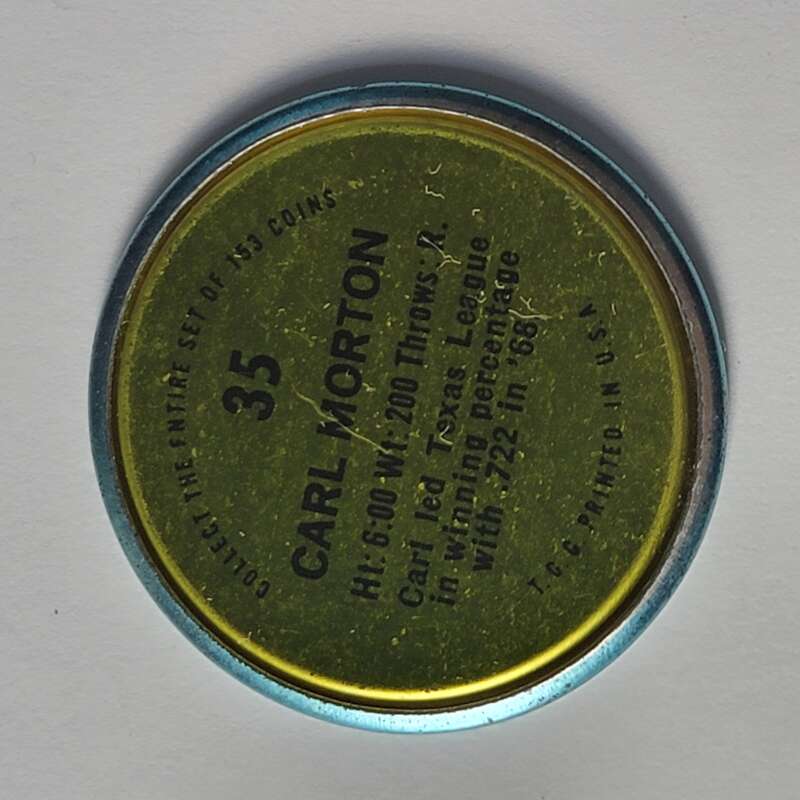 COLLECT THE ENTIRE SET OF 153 COINS
35
CARL MORTON
Ht: 6:00 Wt: 200 Throws: R.
Carl led Texas League
in winning percentage
with .722 in '68
T.C.G PRINTED IN U.S.A